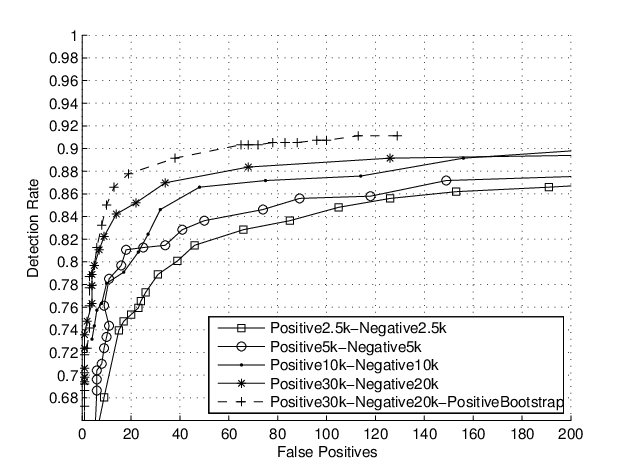 1
0.98
0.96
0.94
0.92
0.9
0.88
0.86
0.84
0.82
0.8
0.78
0.76
0.74
0.72
0.7
0.68
Detection Rate
Positive2.5k−Negative2.5k
Positive5k−Negative5k
Positive10k−Negative10k
Positive30k−Negative20k
Positive30k−Negative20k−PositiveBootstrap
0 20 40 60 80 100 120 140 160 180 200
False Positives